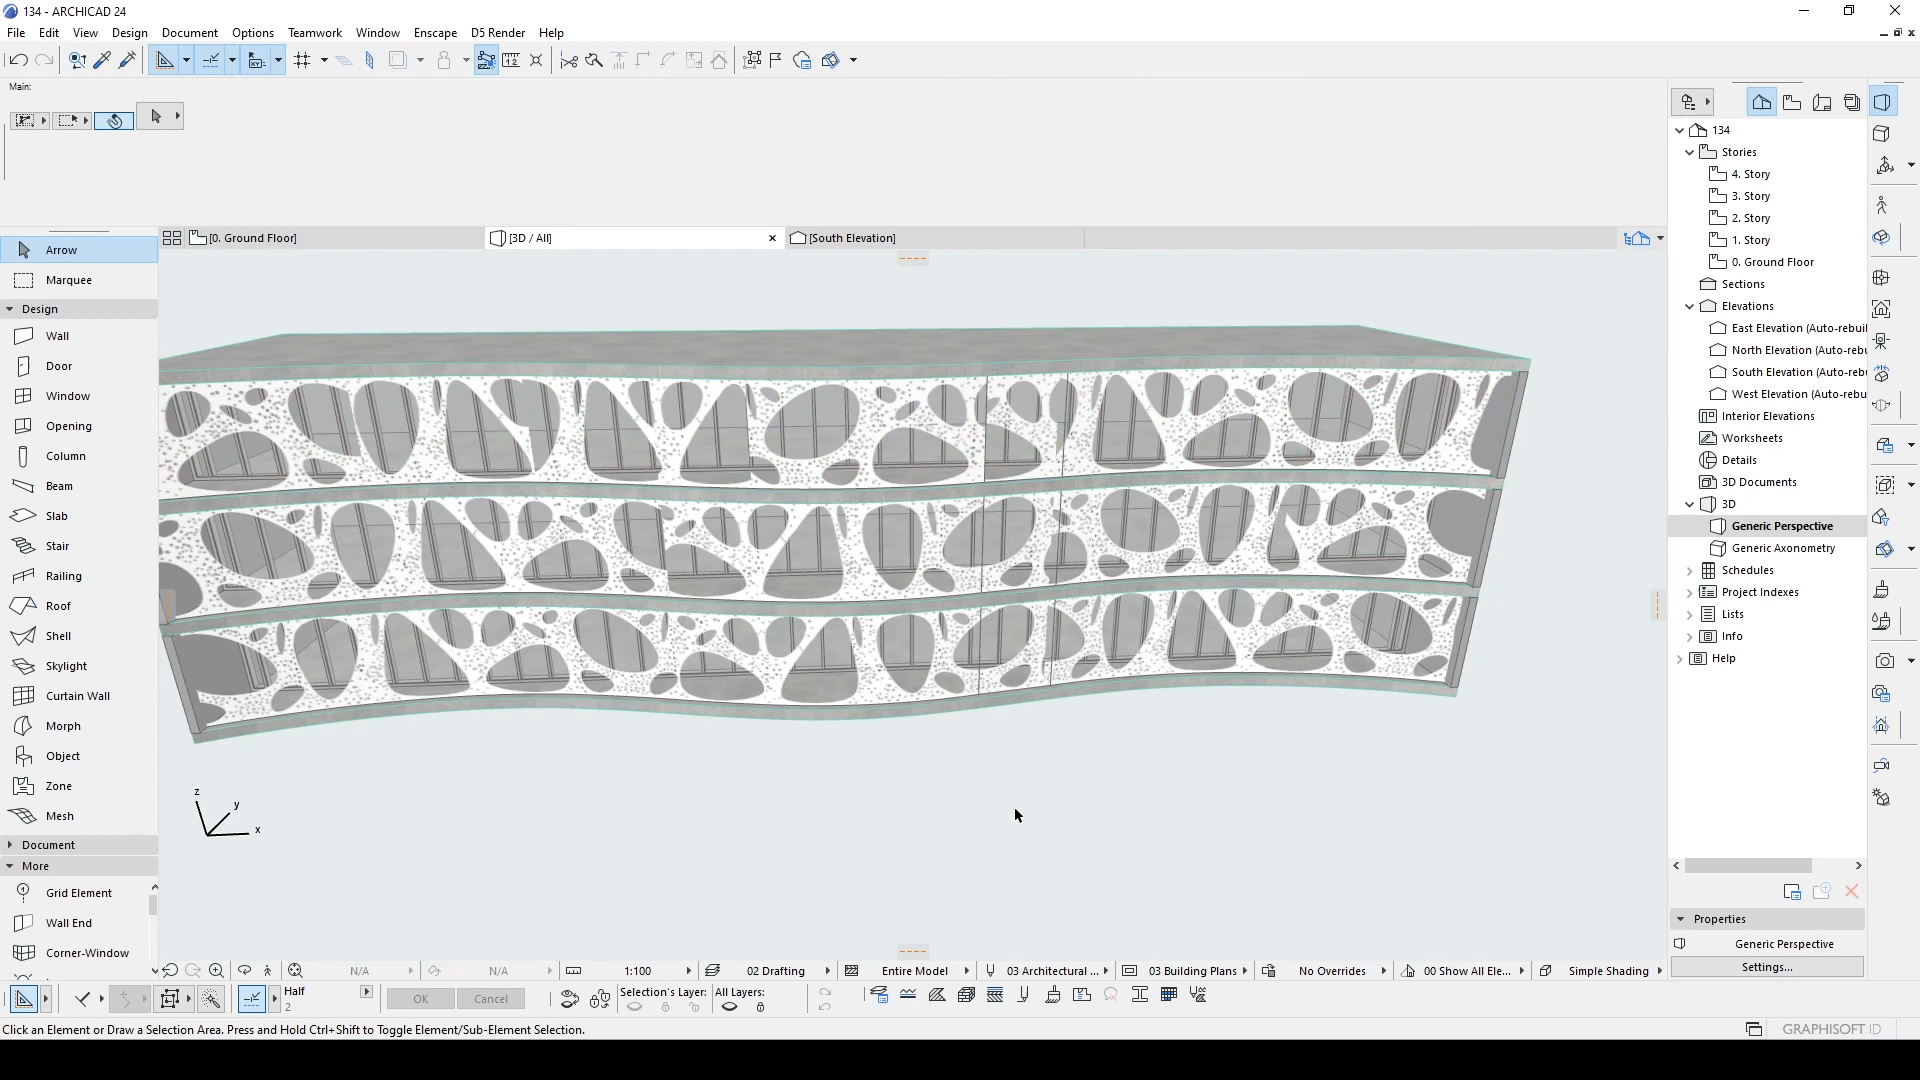 134 - ARCHICAD 24
File Edit View Design Document Options Teamwork Window Enscape D5 Render Help
Main:
[0. Ground Floor] [3D / All] [South Elevation]
Arrow
Marquee
Design
Wall
Door
Window
Opening
Column
Beam
Slab
Stair
Railing
Roof
Shell
Skylight
Curtain Wall
Morph
Object
Zone
Mesh
Document
More
Grid Element
Wall End
Corner-Window
z
y
x
134
Stories
4. Story
3. Story
2. Story
1. Story
0. Ground Floor
Sections
Elevations
East Elevation (Auto-rebuil
North Elevation (Auto-rebu
South Elevation (Auto-rebu
West Elevation (Auto-rebu
Interior Elevations
Worksheets
Details
3D Documents
3D
Generic Perspective
Generic Axonometry
Schedules
Project Indexes
Lists
Info
Help
Properties
Generic Perspective
Settings...
N/A N/A 1:100 02 Drafting Entire Model 03 Architectural ... 03 Building Plans No Overrides 00 Show All Ele... Simple Shading
Half
2
OK Cancel
Selection's Layer: All Layers:
Click an Element or Draw a Selection Area. Press and Hold Ctrl+Shift to Toggle Element/Sub-Element Selection.
GRAPHISOFT ID